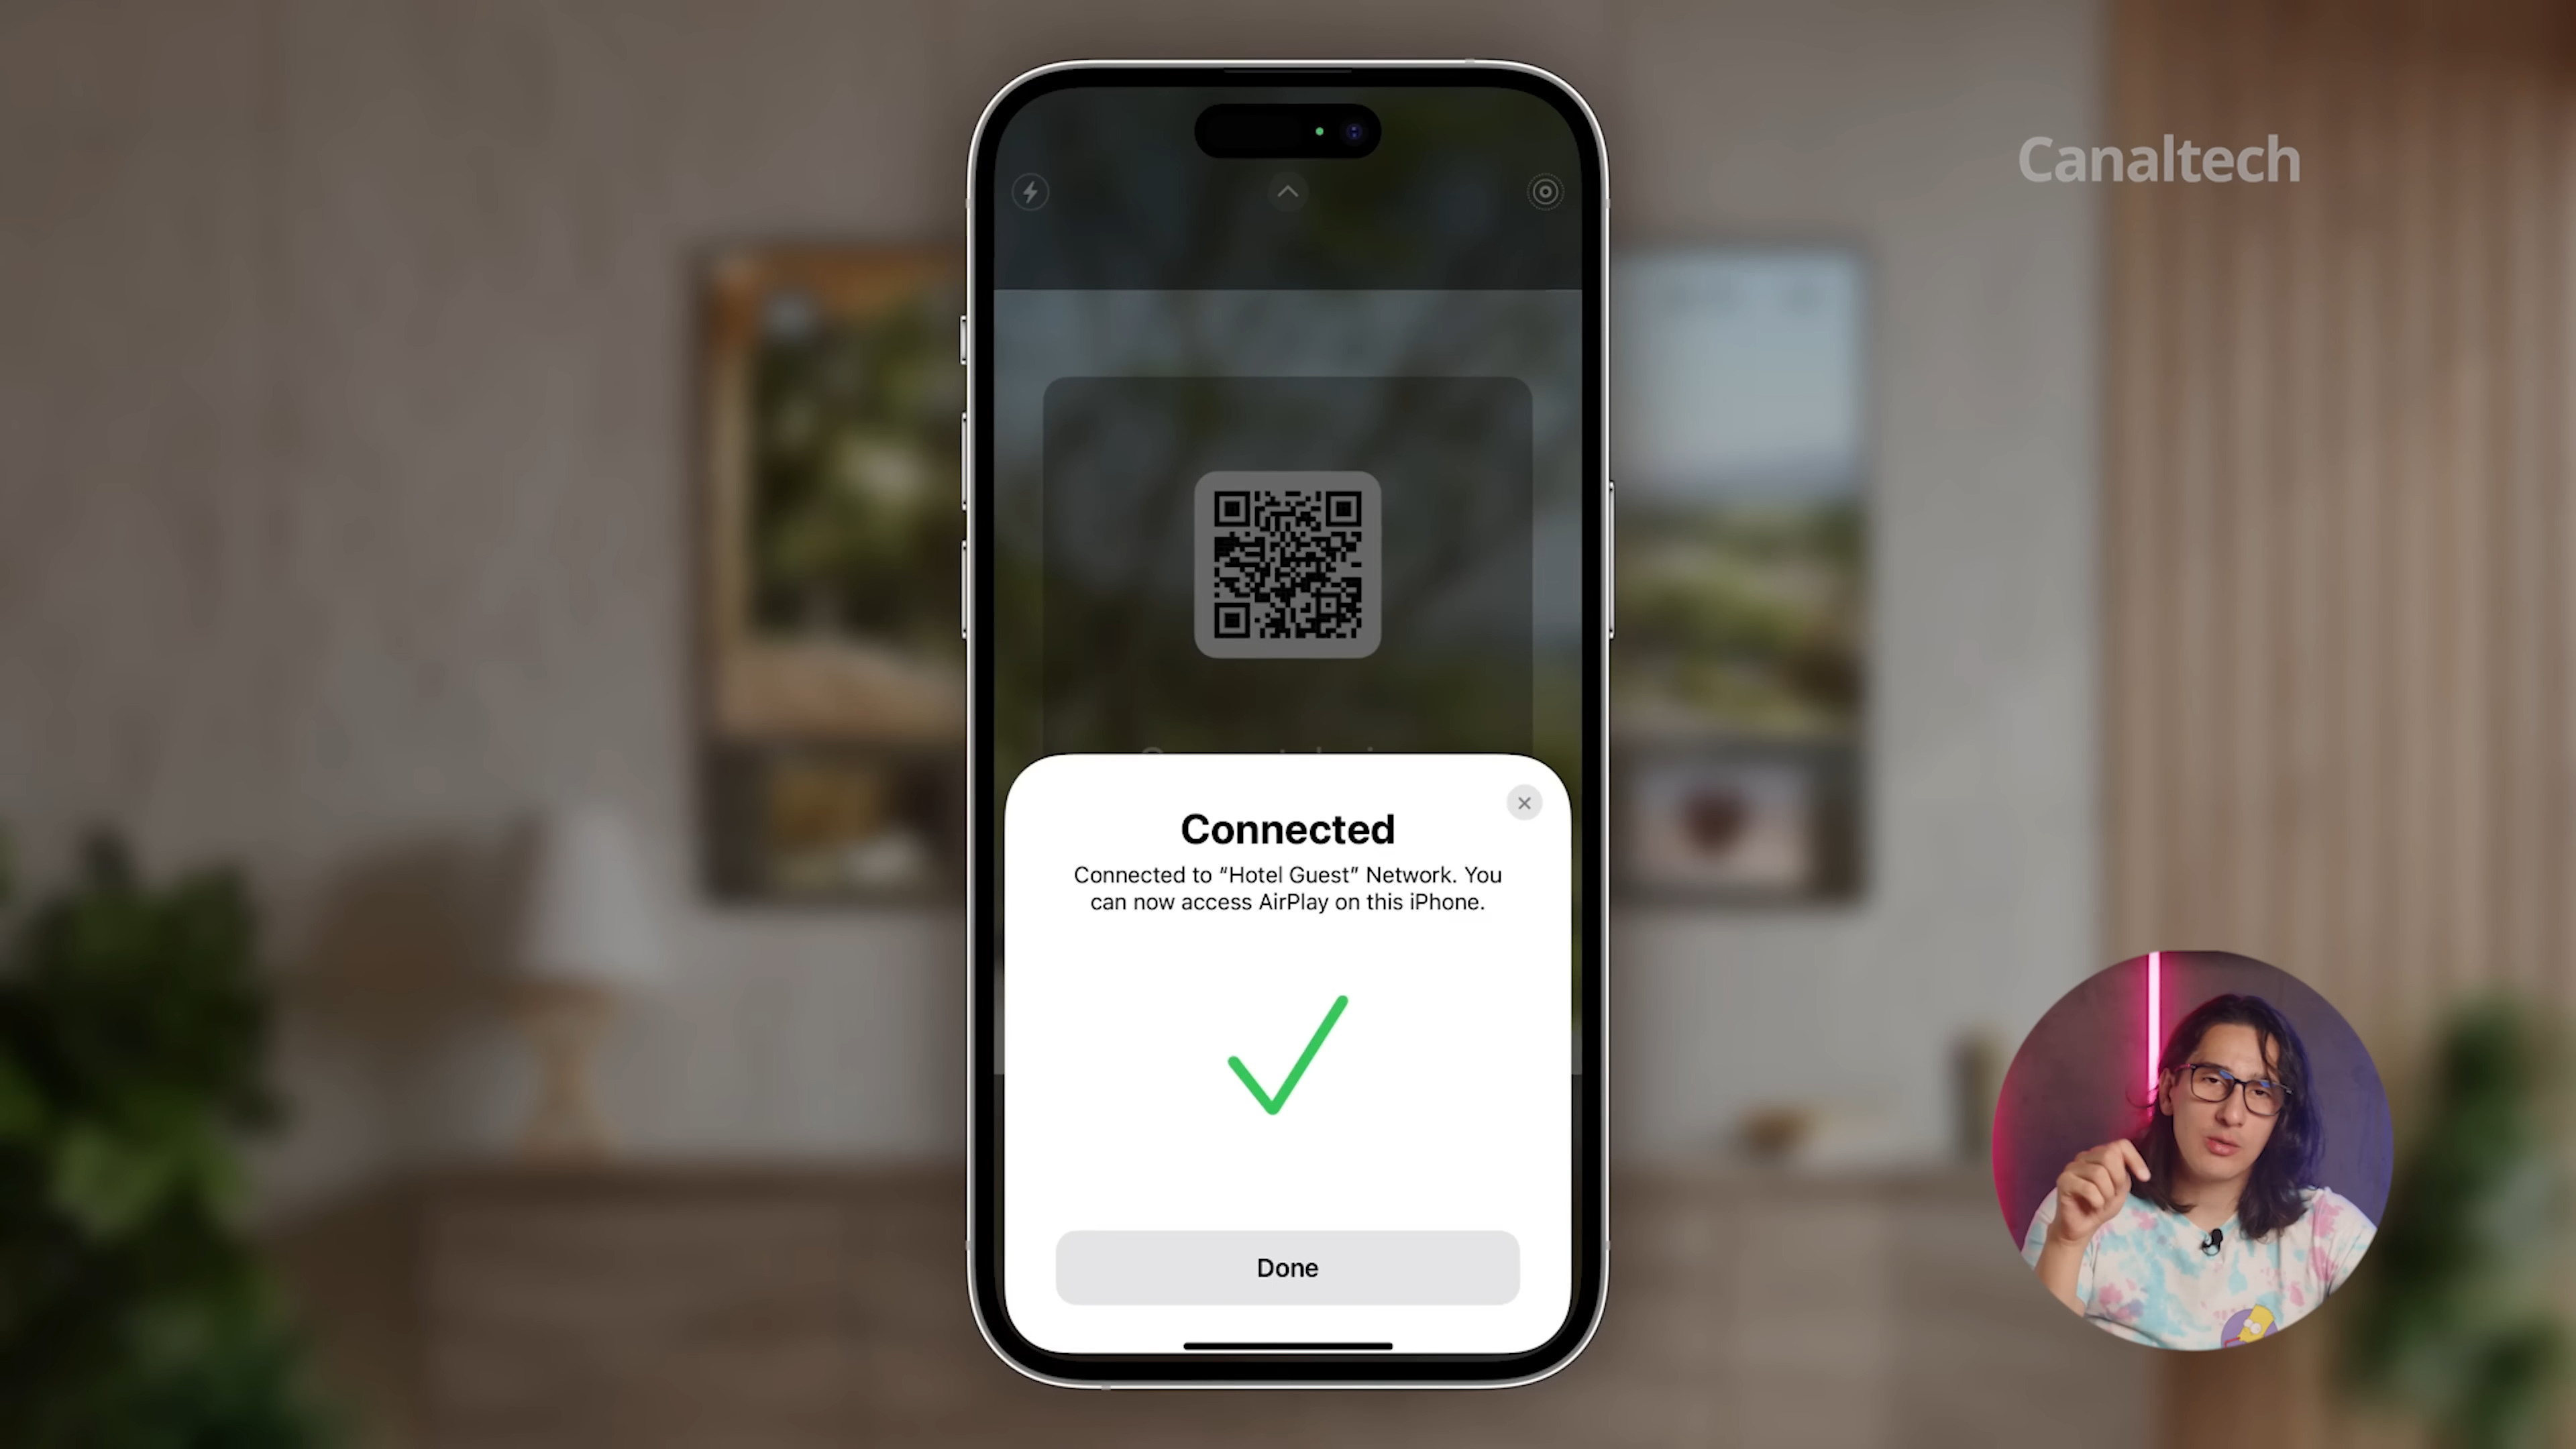 Canaltech
Connected
Connected to “Hotel Guest” Network. You
can now access AirPlay on this iPhone.
Done